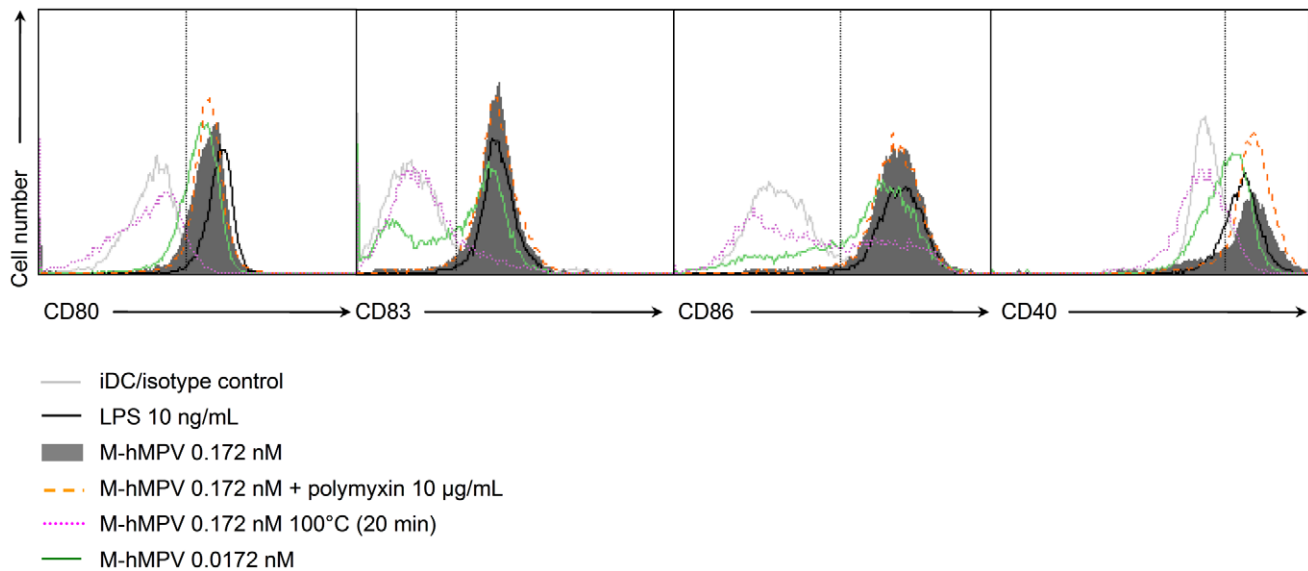 Cell number
CD80 CD83 CD86 CD40
iDC/isotype control
LPS 10 ng/mL
M-hMPV 0.172 nM
M-hMPV 0.172 nM + polymyxin 10 µg/mL
M-hMPV 0.172 nM 100°C (20 min)
M-hMPV 0.0172 nM